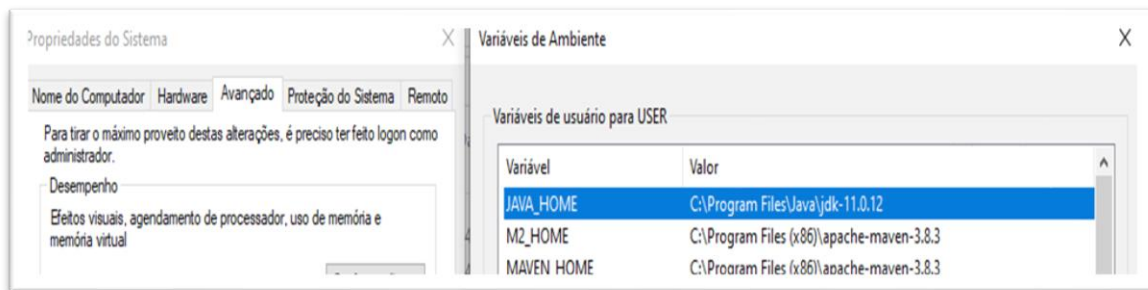 Propriedades do Sistema
Nome do Computador Hardware Avançado Proteção do Sistema Remoto
Para tirar o máximo proveito destas alterações, é preciso ter feito logon como
administrador.
Desempenho
Efeitos visuais, agendamento de processador, uso de memória e
memória virtual
Variáveis de Ambiente
Variáveis de usuário para USER
Variável Valor
JAVA_HOME C:\Program Files\Java\jdk-11.0.12
M2_HOME C:\Program Files (x86)\apache-maven-3.8.3
MAVEN_HOME C:\Program Files (x86)\apache-maven-3.8.3